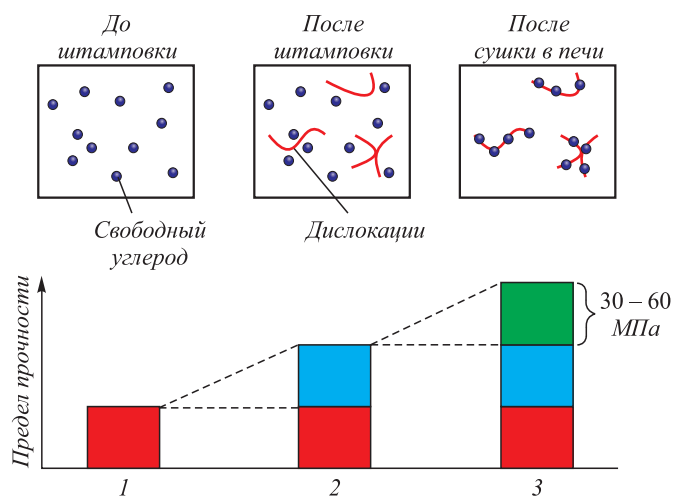 До
штамповки
После
штамповки
После
сушки в печи
Свободный
углерод
Дислокации
Предел прочности
30 – 60
МПа
1
2
3